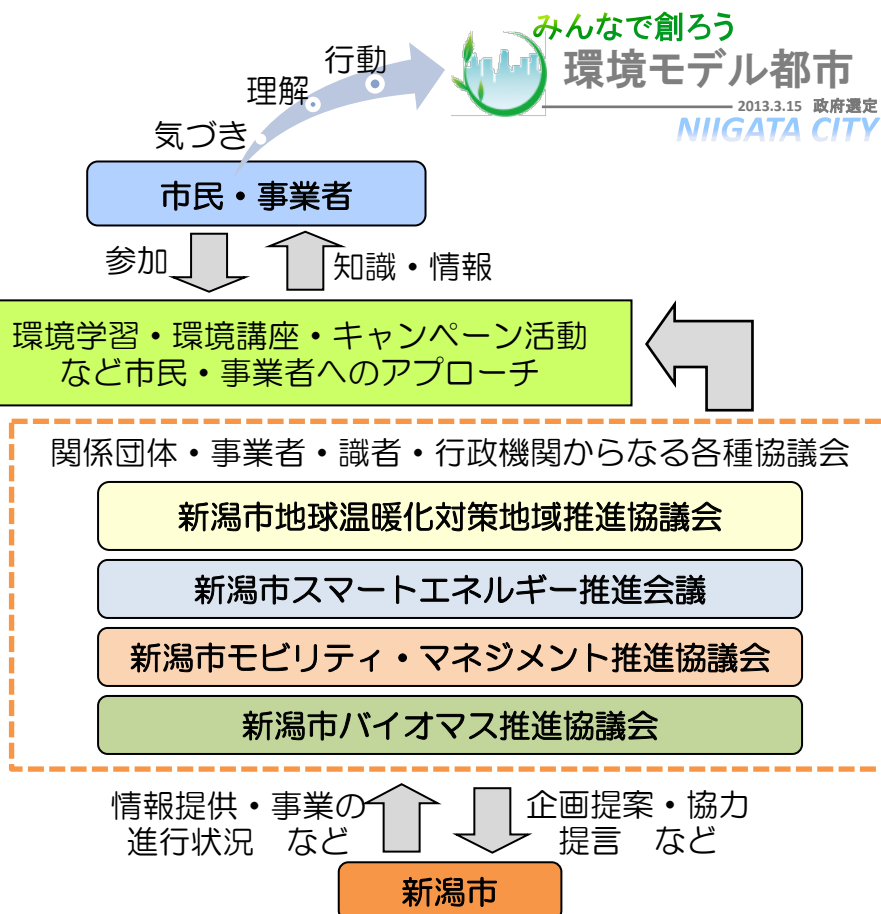 みんなで創ろう
環境モデル都市
2013.3.15 政府選定
NIIGATA CITY
行動
理解
気づき
市民・事業者
参加
知識・情報
環境学習・環境講座・キャンペーン活動
など市民・事業者へのアプローチ
関係団体・事業者・識者・行政機関からなる各種協議会
新潟市地球温暖化対策地域推進協議会
新潟市スマートエネルギー推進会議
新潟市モビリティ・マネジメント推進協議会
新潟市バイオマス推進協議会
情報提供・事業の
進行状況　など
企画提案・協力
提言　など
新潟市